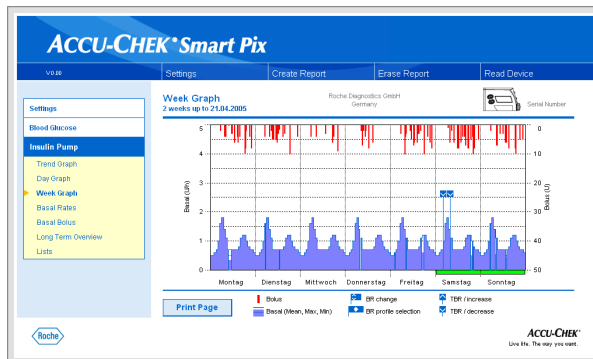 ACCU-CHEK® Smart Pix
V 0.00
Settings
Create Report
Erase Report
Read Device
Settings
Blood Glucose
Insulin Pump
Trend Graph
Day Graph
Week Graph
Basal Rates
Basal Bolus
Long Term Overview
Lists
Week Graph
2 weeks up to 21.04.2005
Roche Diagnostics GmbH
Germany
Serial Number
5
4
3
2
1
0
Basal (U/h)
0
10
20
30
40
50
Bolus (U)
Montag Dienstag Mittwoch Donnerstag Freitag Samstag Sonntag
Print Page
Bolus
BR change
TBR / increase
Basal (Mean, Max, Min)
BR profile selection
TBR / decrease
Roche
ACCU-CHEK®
Live life. The way you want.